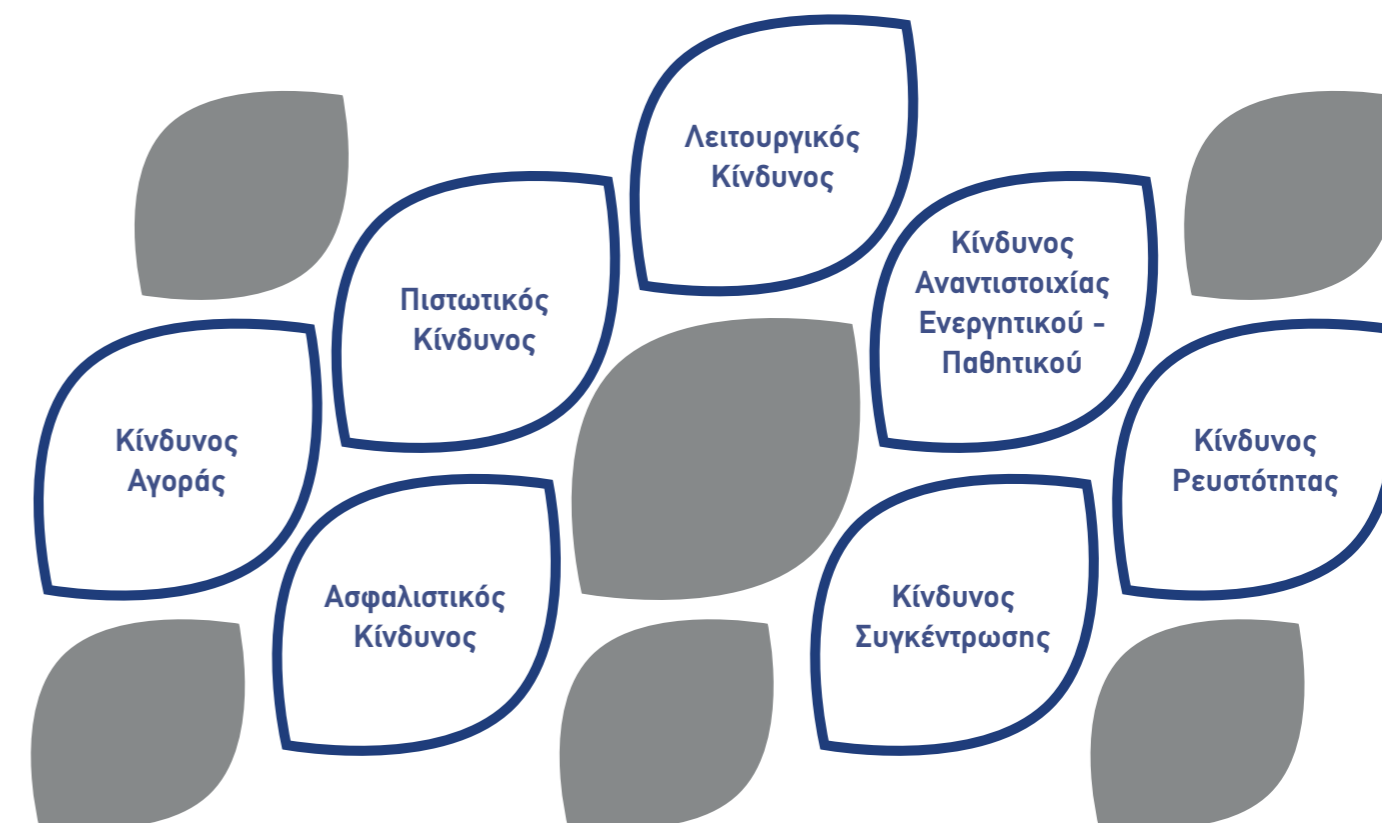 Λειτουργικός
Κίνδυνος
Κίνδυνος
Αναντιστοιχίας
Ενεργητικού -
Παθητικού
Πιστωτικός
Κίνδυνος
Κίνδυνος
Αγοράς
Κίνδυνος
Ρευστότητας
Ασφαλιστικός
Κίνδυνος
Κίνδυνος
Συγκέντρωσης